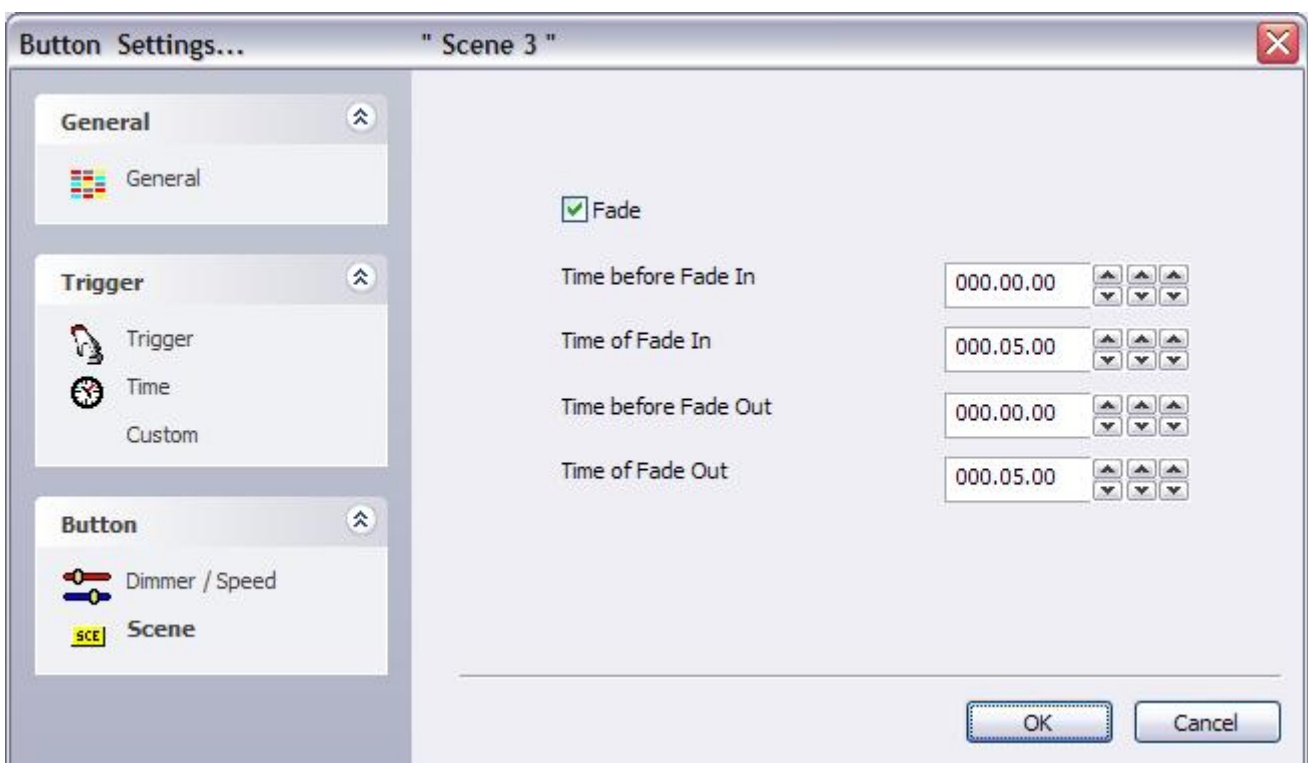 Button Settings... " Scene 3 "
General
General
Trigger
Trigger
Time
Custom
Button
Dimmer / Speed
SCE
Scene
Fade
Time before Fade In 000.00.00
Time of Fade In 000.05.00
Time before Fade Out 000.00.00
Time of Fade Out 000.05.00
OK Cancel